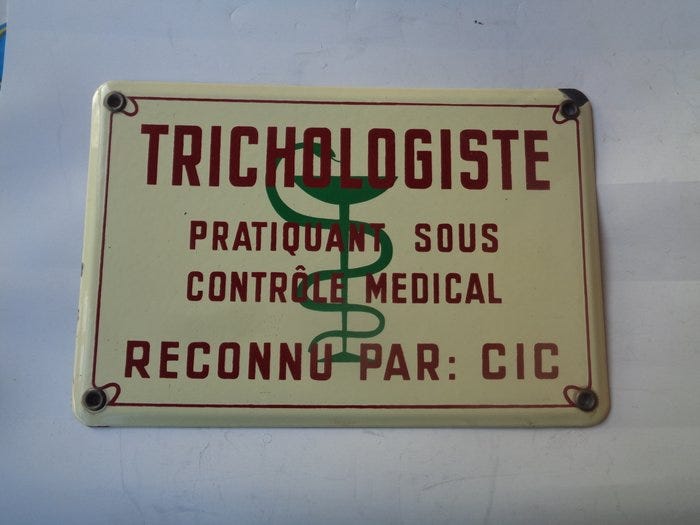 TRICHOLOGISTE
PRATIQUANT SOUS
CONTRÔLE MEDICAL
RECONNU PAR: CIC